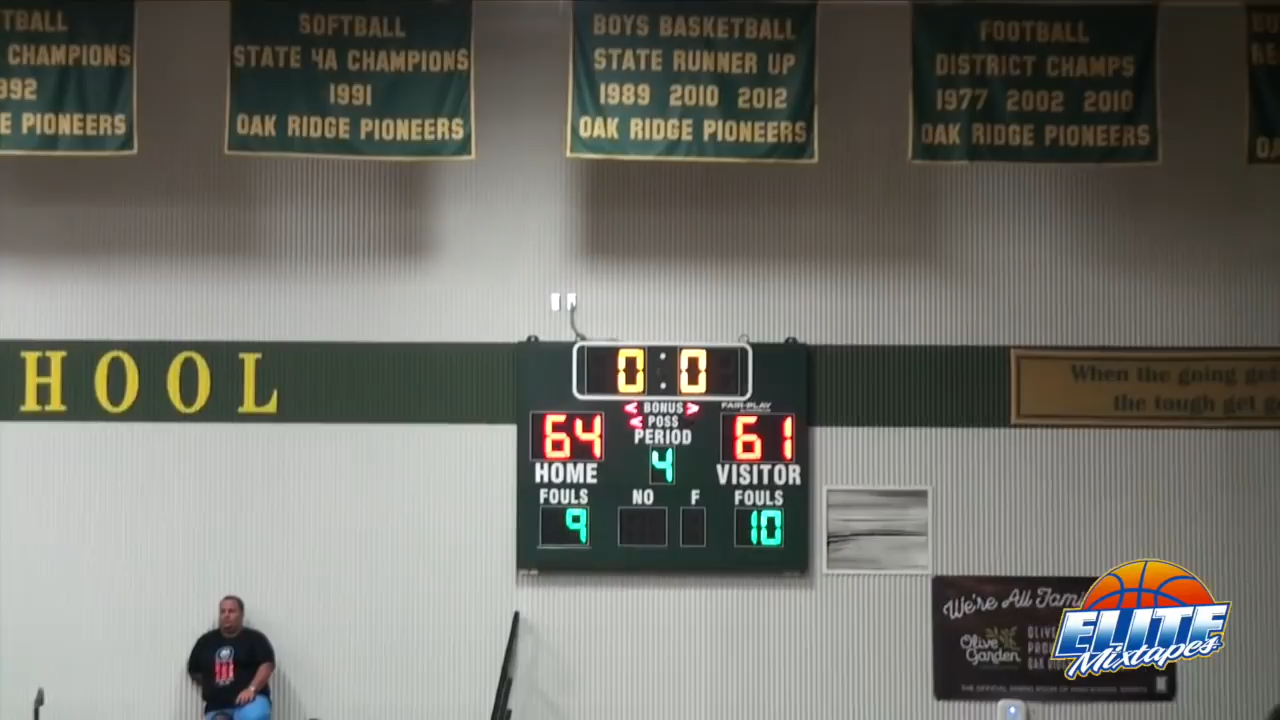 TBALL
CHAMPIONS
992
E PIONEERS
SOFTBALL
STATE 4A CHAMPIONS
1991
OAK RIDGE PIONEERS
BOYS BASKETBALL
STATE RUNNER UP
1989 2010 2012
OAK RIDGE PIONEERS
FOOTBALL
DISTRICT CHAMPS
1977 2002 2010
OAK RIDGE PIONEERS
HOOL
0:0
< BONUS >
FAIR-PLAY
< POSS
64 PERIOD 61
HOME 4 VISITOR
FOULS NO F FOULS
9 10
When the going get
the tough get g
We're All Fami
Olive
Garden
OLIVE
ELITE
Mixtapes